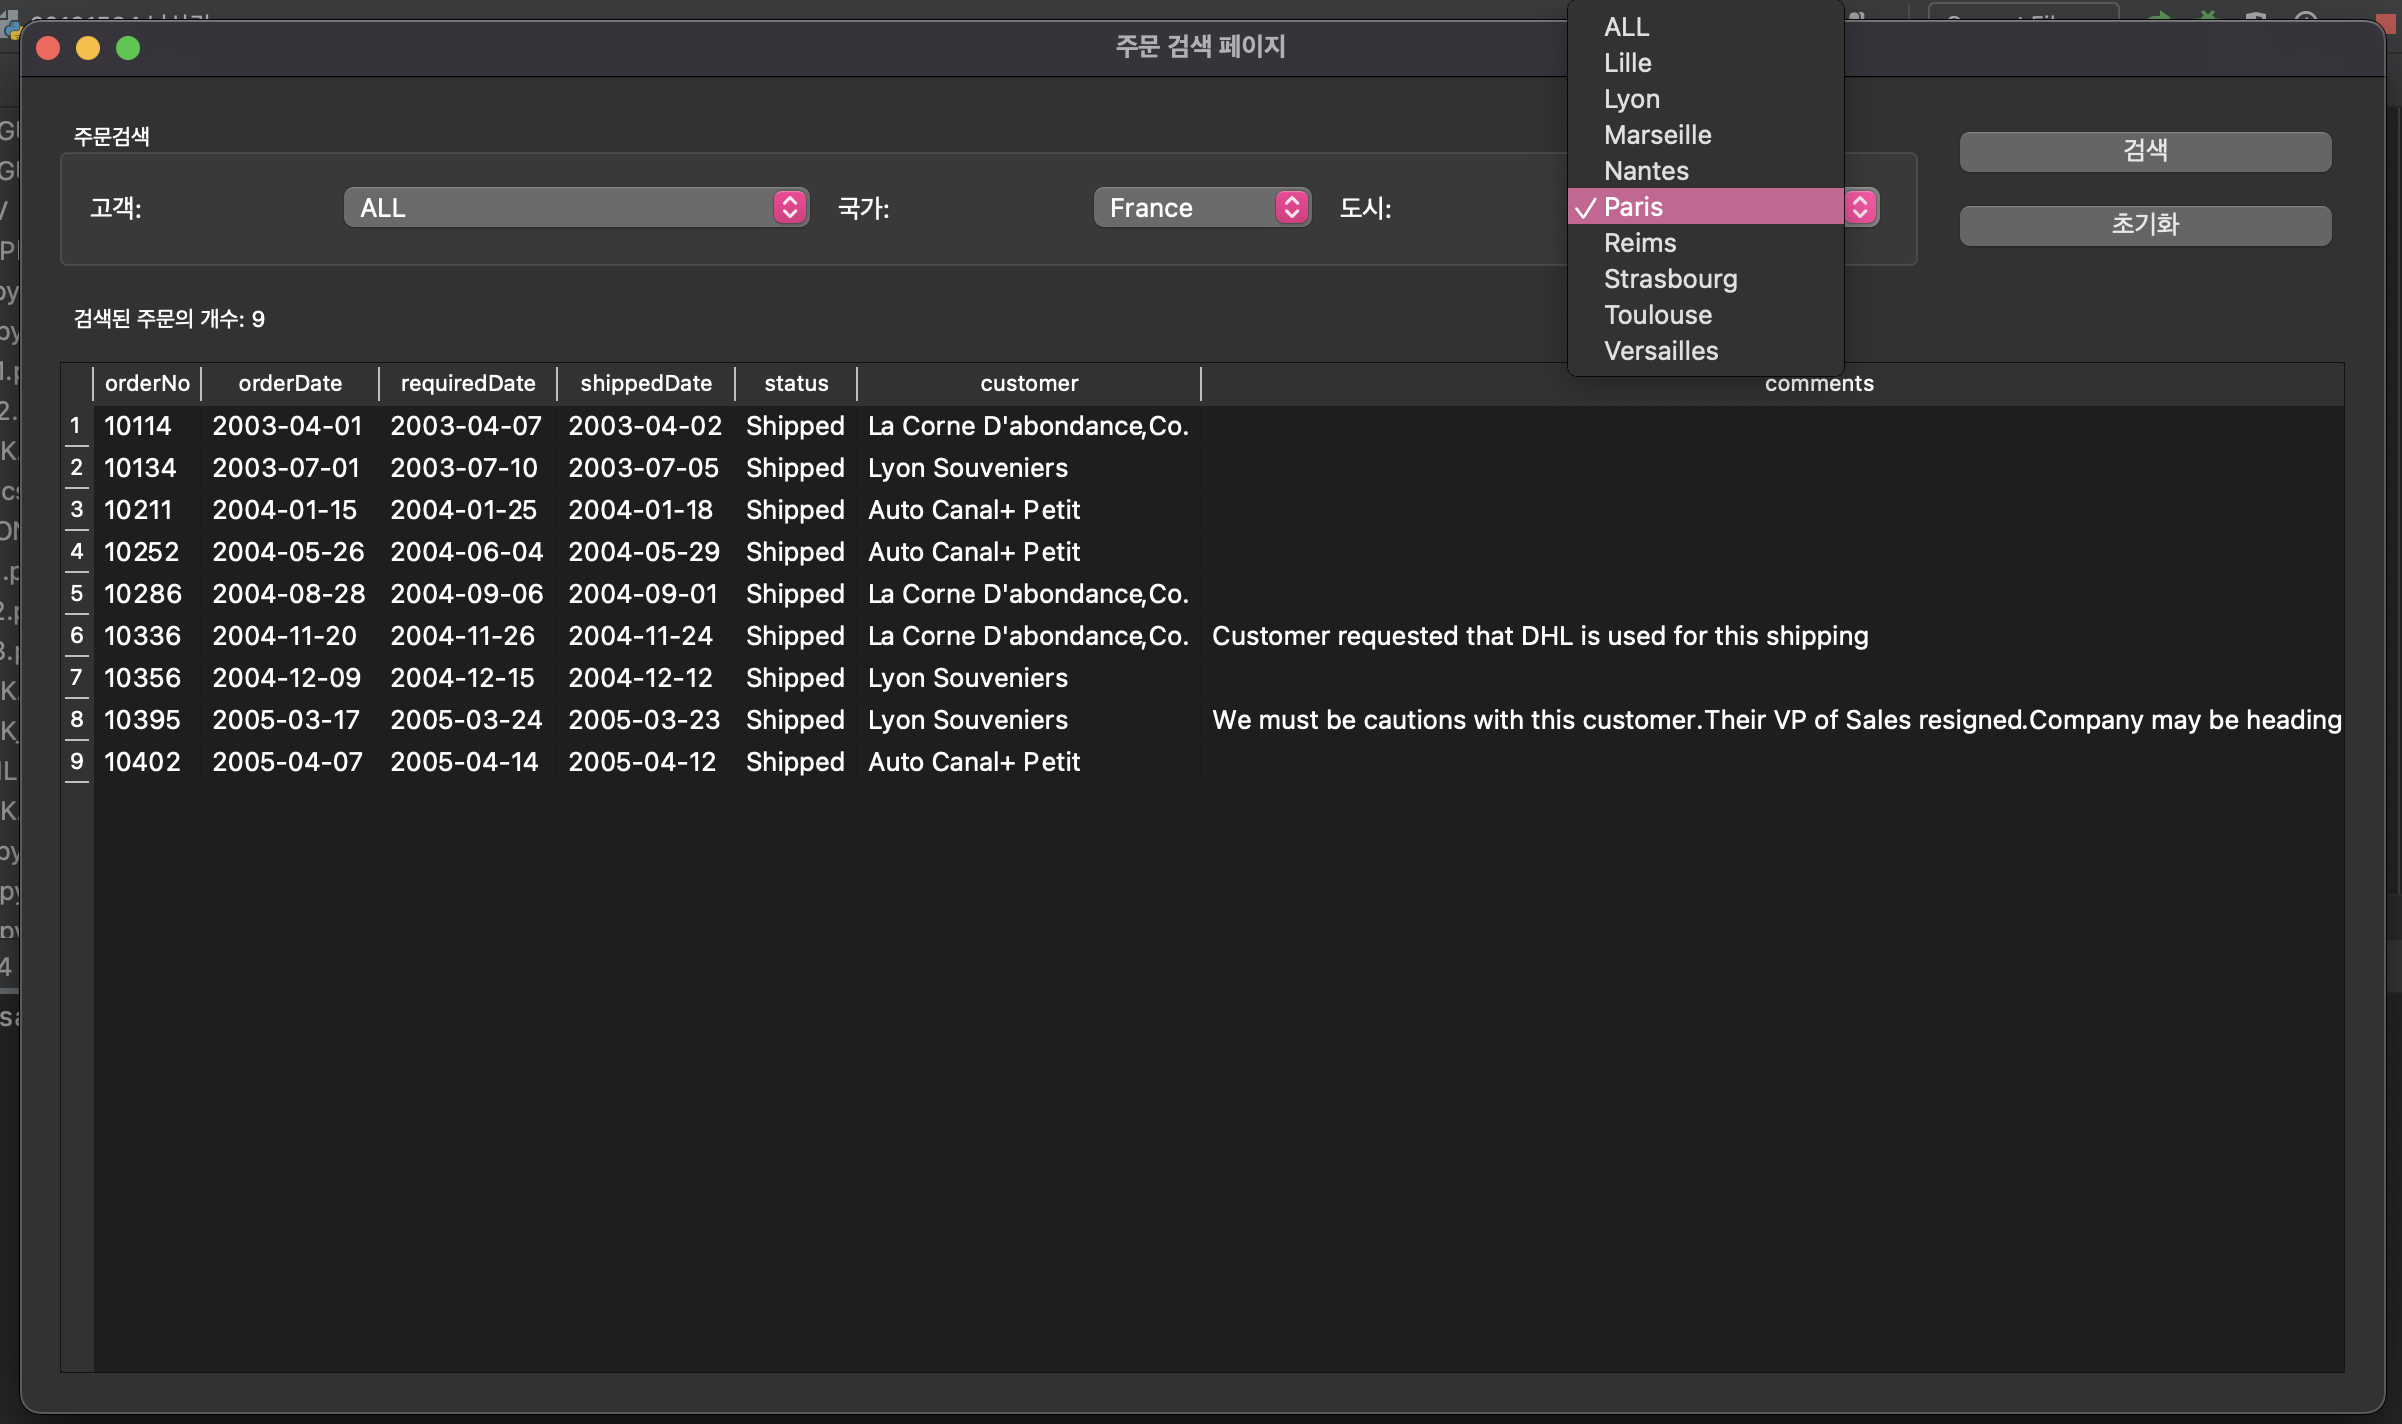 주문 검색 페이지
주문검색
고객: ALL 국가: France 도시:
ALL
Lille
Lyon
Marseille
Nantes
✓ Paris
Reims
Strasbourg
Toulouse
Versailles
검색
초기화
검색된 주문의 개수: 9
orderNo orderDate requiredDate shippedDate status customer comments
1 10114 2003-04-01 2003-04-07 2003-04-02 Shipped La Corne D'abondance,Co.
2 10134 2003-07-01 2003-07-10 2003-07-05 Shipped Lyon Souveniers
3 10211 2004-01-15 2004-01-25 2004-01-18 Shipped Auto Canal+ Petit
4 10252 2004-05-26 2004-06-04 2004-05-29 Shipped Auto Canal+ Petit
5 10286 2004-08-28 2004-09-06 2004-09-01 Shipped La Corne D'abondance,Co.
6 10336 2004-11-20 2004-11-26 2004-11-24 Shipped La Corne D'abondance,Co. Customer requested that DHL is used for this shipping
7 10356 2004-12-09 2004-12-15 2004-12-12 Shipped Lyon Souveniers
8 10395 2005-03-17 2005-03-24 2005-03-23 Shipped Lyon Souveniers We must be cautions with this customer.Their VP of Sales resigned.Company may be heading
9 10402 2005-04-07 2005-04-14 2005-04-12 Shipped Auto Canal+ Petit